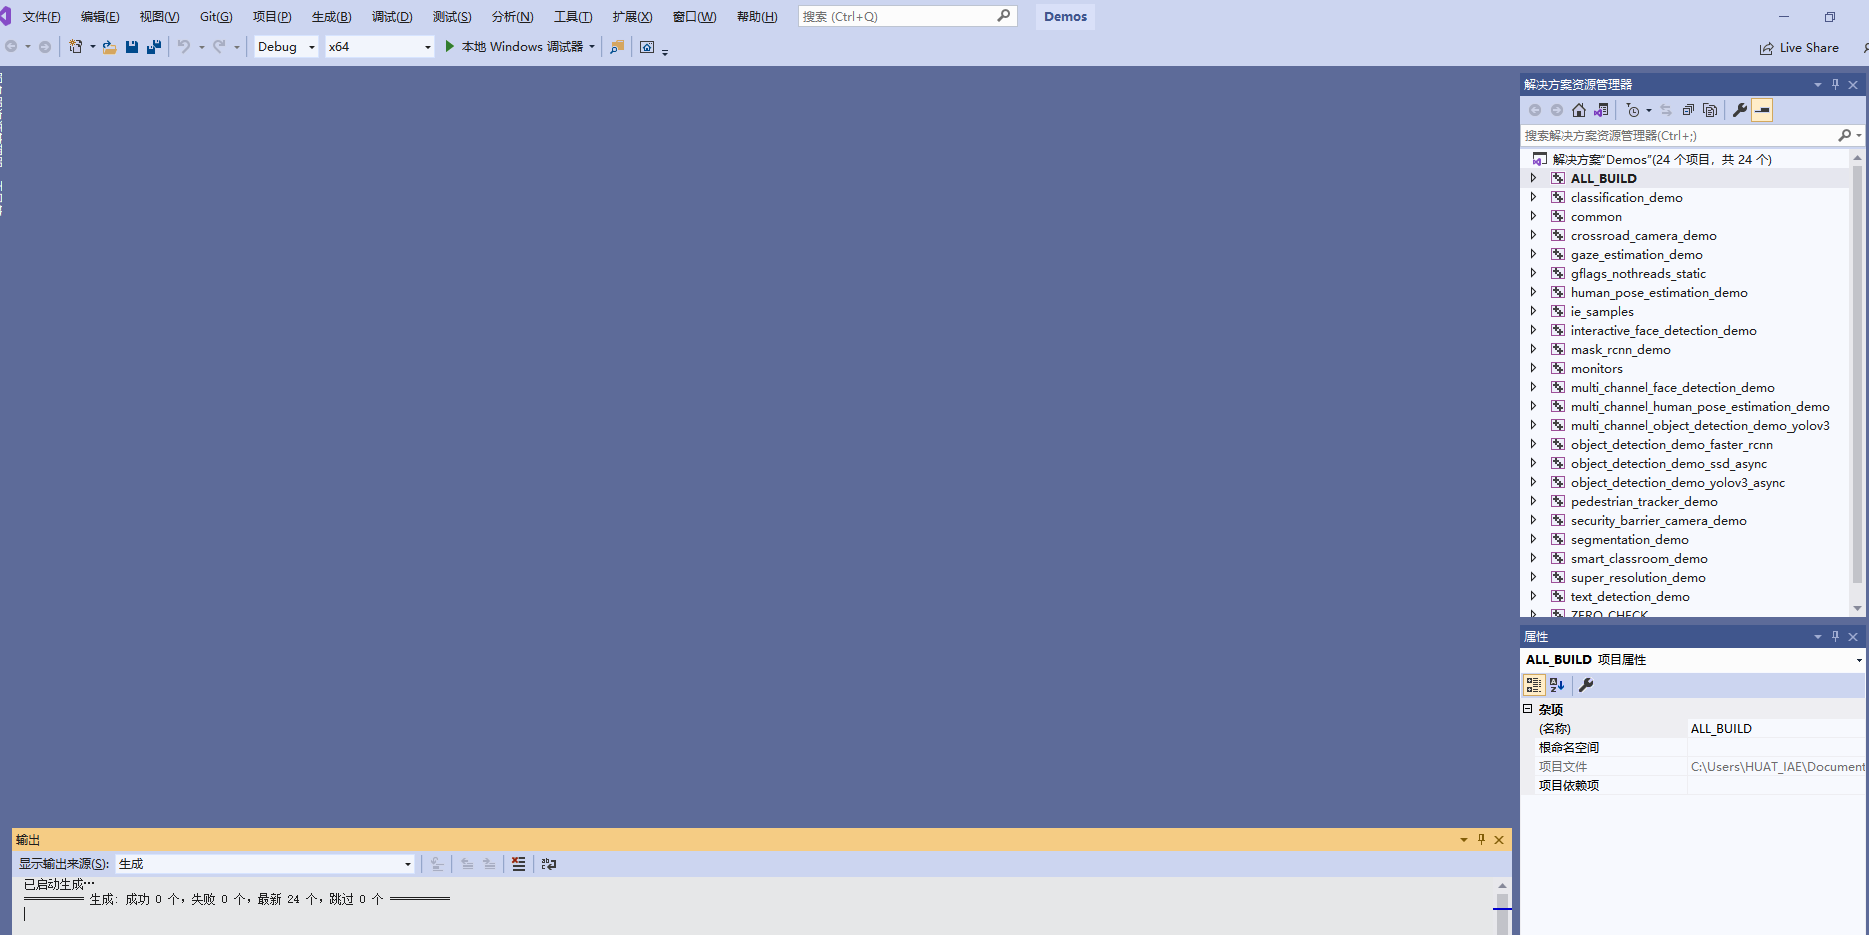 文件(F) 编辑(E) 视图(V) Git(G) 项目(P) 生成(B) 调试(D) 测试(S) 分析(N) 工具(T) 扩展(X) 窗口(W) 帮助(H) 搜索 (Ctrl+Q) Demos
Debug x64 本地 Windows 调试器 Live Share
解决方案资源管理器
搜索解决方案资源管理器(Ctrl+;)
解决方案"Demos"(24 个项目，共 24 个)
ALL_BUILD
classification_demo
common
crossroad_camera_demo
gaze_estimation_demo
gflags_nothreads_static
human_pose_estimation_demo
ie_samples
interactive_face_detection_demo
mask_rcnn_demo
monitors
multi_channel_face_detection_demo
multi_channel_human_pose_estimation_demo
multi_channel_object_detection_demo_yolov3
object_detection_demo_faster_rcnn
object_detection_demo_ssd_async
object_detection_demo_yolov3_async
pedestrian_tracker_demo
security_barrier_camera_demo
segmentation_demo
smart_classroom_demo
super_resolution_demo
text_detection_demo
ZERO_CHECK
属性
ALL_BUILD 项目属性
杂项
(名称) ALL_BUILD
根命名空间
项目文件 C:\Users\HUAT_IAE\Document
项目依赖项
输出
显示输出来源(S): 生成
已启动生成…
========== 生成: 成功 0 个，失败 0 个，最新 24 个，跳过 0 个 ==========